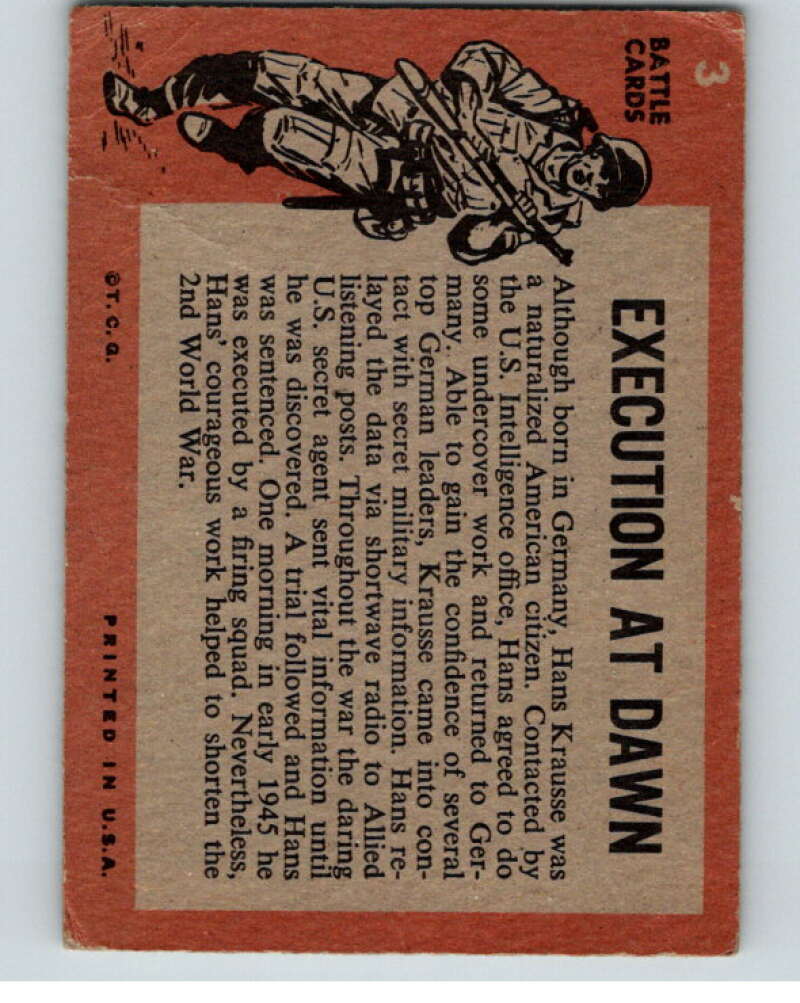 3
BATTLE
CARDS
EXECUTION AT DAWN
Although born in Germany, Hans Krausse was
a naturalized American citizen. Contacted by
the U.S. Intelligence office, Hans agreed to do
some undercover work and returned to Ger-
many. Able to gain the confidence of several
top German leaders, Krausse came into con-
tact with secret military information. Hans re-
layed the data via shortwave radio to Allied
listening posts. Throughout the war the daring
U.S. secret agent sent vital information until
he was discovered. A trial followed and Hans
was sentenced. One morning in early 1945 he
was executed by a firing squad. Nevertheless,
Hans' courageous work helped to shorten the
2nd World War.
©T.C.G.
PRINTED IN U.S.A.